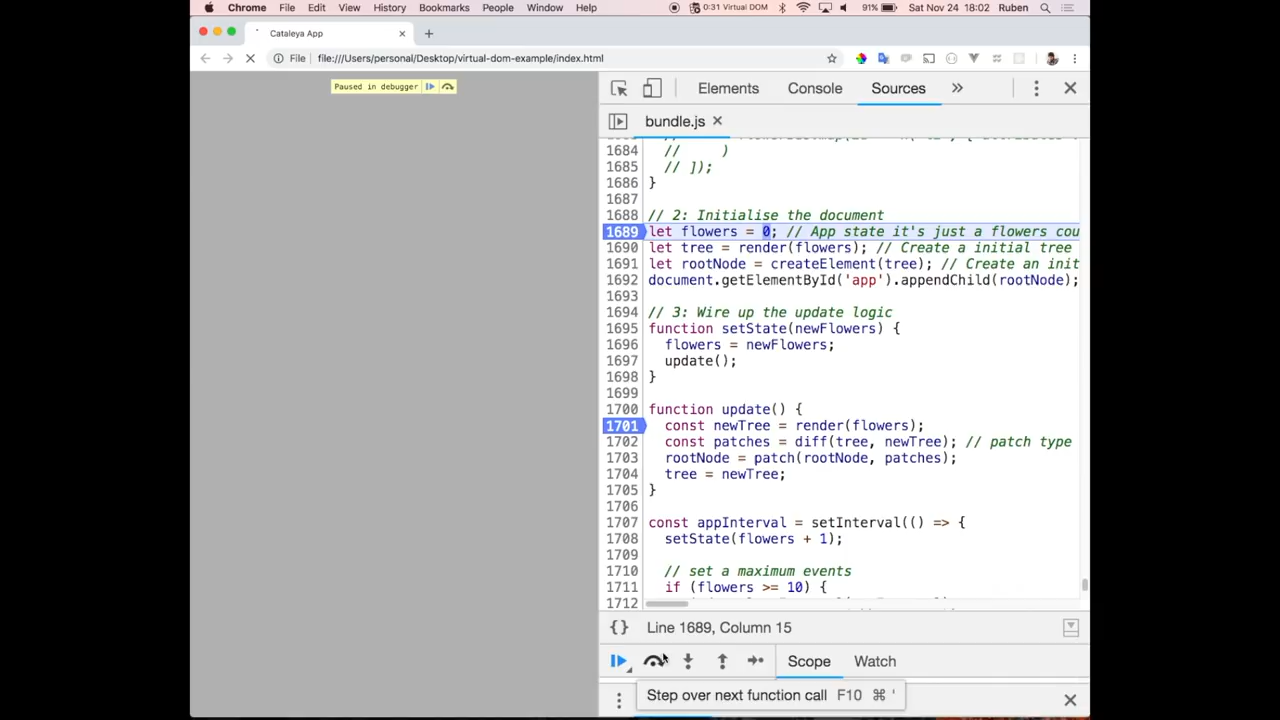 Chrome File Edit View History Bookmarks People Window Help 0:31 Virtual DOM 91% Sat Nov 24 18:02 Ruben
Cataleya App
File file:///Users/personal/Desktop/virtual-dom-example/index.html
Paused in debugger
Elements Console Sources
bundle.js
1684 // )
1685 // ]);
1686 }
1687
1688 // 2: Initialise the document
1689 let flowers = 0; // App state it's just a flowers cou
1690 let tree = render(flowers); // Create a initial tree
1691 let rootNode = createElement(tree); // Create an init
1692 document.getElementById('app').appendChild(rootNode);
1693
1694 // 3: Wire up the update logic
1695 function setState(newFlowers) {
1696 flowers = newFlowers;
1697 update();
1698 }
1699
1700 function update() {
1701 const newTree = render(flowers);
1702 const patches = diff(tree, newTree); // patch type
1703 rootNode = patch(rootNode, patches);
1704 tree = newTree;
1705 }
1706
1707 const appInterval = setInterval(() => {
1708 setState(flowers + 1);
1709
1710 // set a maximum events
1711 if (flowers >= 10) {
1712
{} Line 1689, Column 15
Scope Watch
Step over next function call F10 ⌘ '